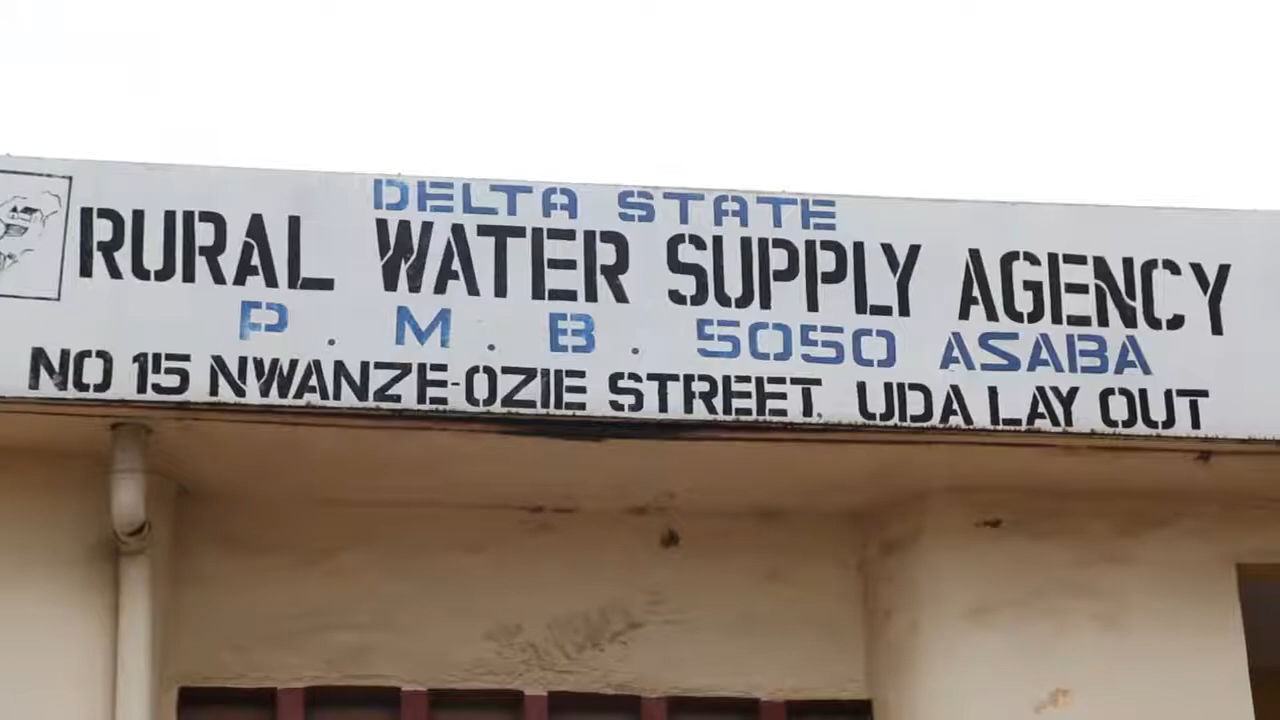 DELTA STATE
RURAL WATER SUPPLY AGENCY
P. M. B. 5050 ASABA
NO 15 NWANZE-OZIE STREET, UDA LAY OUT